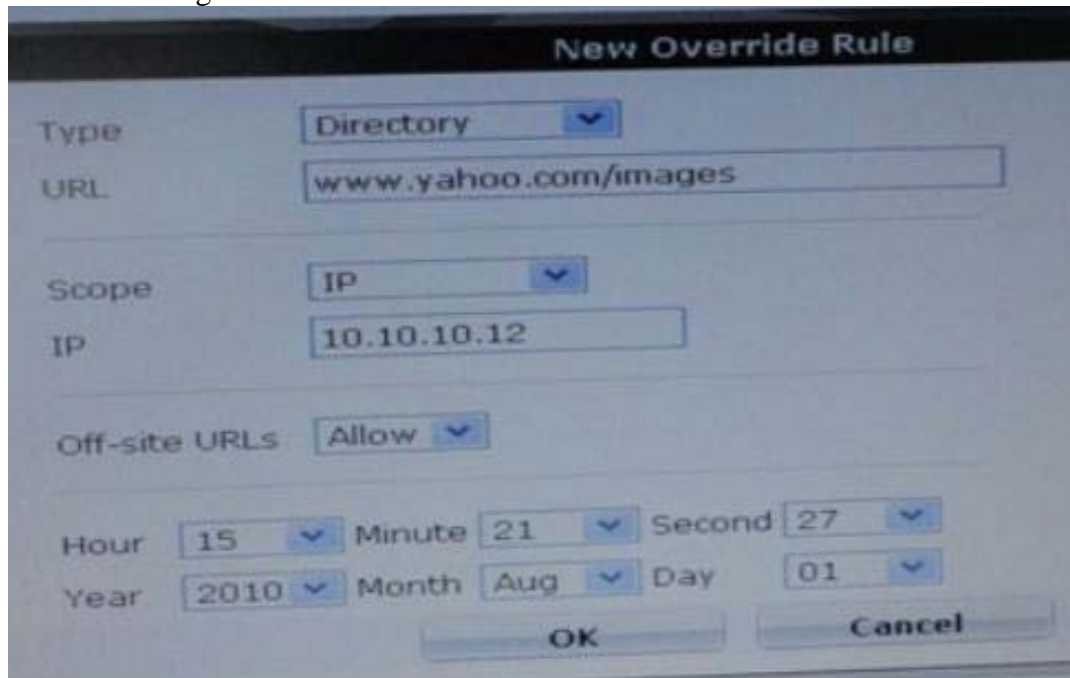 New Override Rule
Type Directory
URL www.yahoo.com/images
Scope IP
IP 10.10.10.12
Off-site URLs Allow
Hour 15 Minute 21 Second 27
Year 2010 Month Aug Day 01
OK Cancel